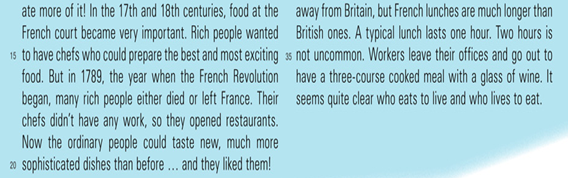 ate more of it! In the 17th and 18th centuries, food at the
French court became very important. Rich people wanted
15 to have chefs who could prepare the best and most exciting
food. But in 1789, the year when the French Revolution
began, many rich people either died or left France. Their
chefs didn't have any work, so they opened restaurants.
Now the ordinary people could taste new, much more
20 sophisticated dishes than before … and they liked them!
away from Britain, but French lunches are much longer than
British ones. A typical lunch lasts one hour. Two hours is
35 not uncommon. Workers leave their offices and go out to
have a three-course cooked meal with a glass of wine. It
seems quite clear who eats to live and who lives to eat.